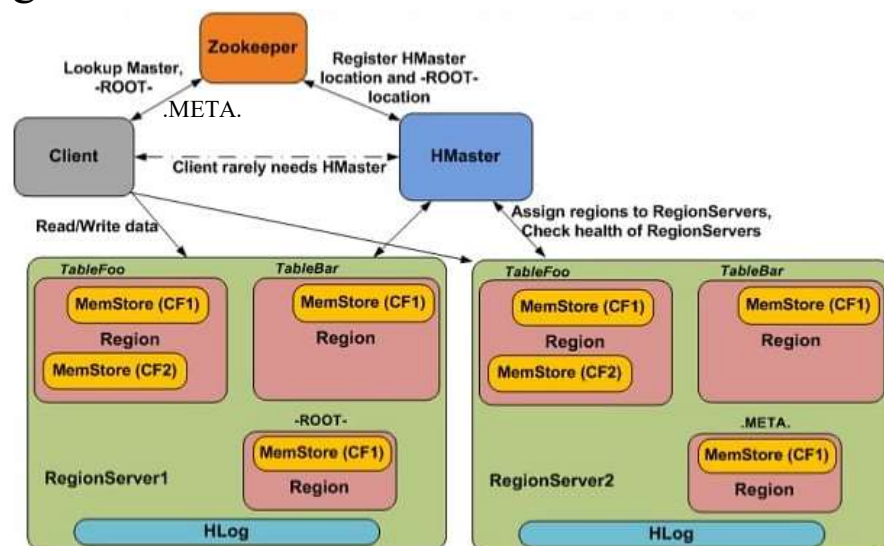 Zookeeper
Lookup Master,
-ROOT-
.META.
Register HMaster
location and -ROOT-
location
Client
Client rarely needs HMaster
HMaster
Read/Write data
Assign regions to RegionServers,
Check health of RegionServers
TableFoo
MemStore (CF1)
Region
MemStore (CF2)
TableBar
MemStore (CF1)
Region
-ROOT-
MemStore (CF1)
Region
RegionServer1
HLog
TableFoo
MemStore (CF1)
Region
MemStore (CF2)
TableBar
MemStore (CF1)
Region
.META.
MemStore (CF1)
Region
RegionServer2
HLog